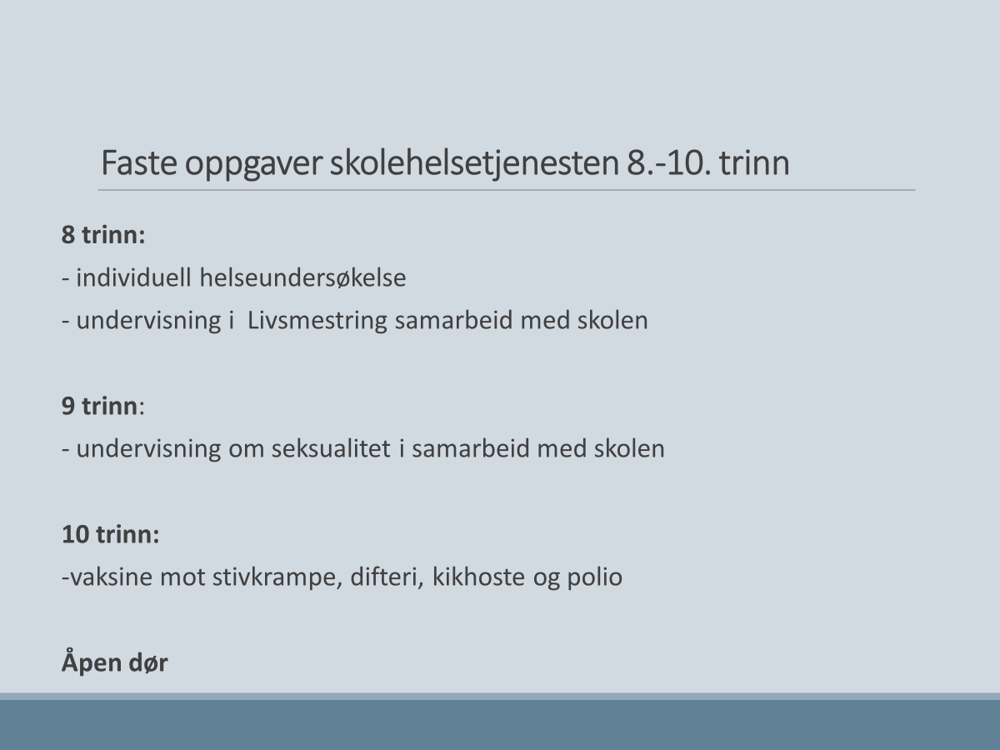 Faste oppgaver skolehelsetjenesten 8.-10. trinn
8 trinn:
- individuell helseundersøkelse
- undervisning i  Livsmestring samarbeid med skolen
9 trinn:
- undervisning om seksualitet i samarbeid med skolen
10 trinn:
-vaksine mot stivkrampe, difteri, kikhoste og polio
Åpen dør